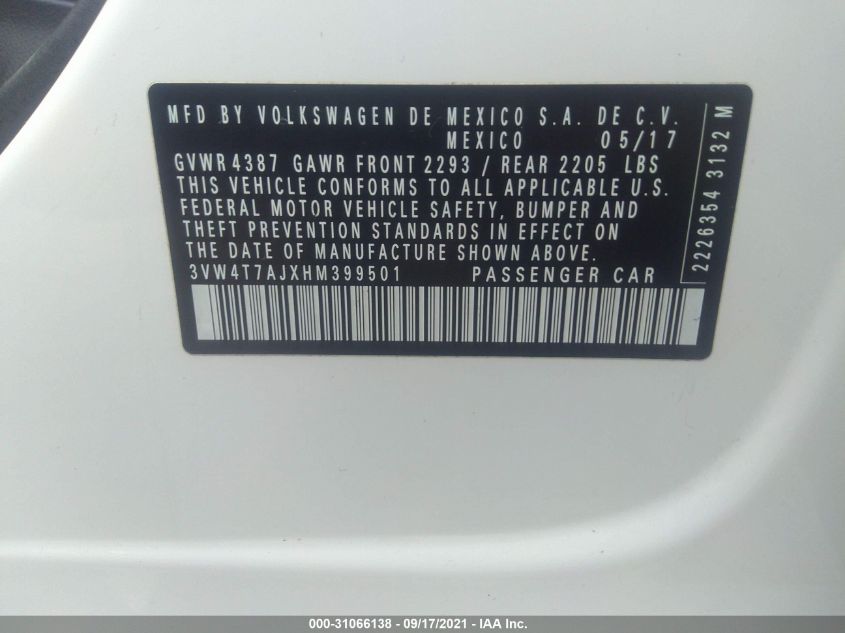 MFD BY VOLKSWAGEN DE MEXICO S.A. DE C.V.
MEXICO 05/17
GVWR 4387 GAWR FRONT 2293 / REAR 2205 LBS
THIS VEHICLE CONFORMS TO ALL APPLICABLE U.S.
FEDERAL MOTOR VEHICLE SAFETY, BUMPER AND
THEFT PREVENTION STANDARDS IN EFFECT ON
THE DATE OF MANUFACTURE SHOWN ABOVE.
3VW4T7AJXHM399501 PASSENGER CAR
2226354 3132 M
000-31066138 - 09/17/2021 - IAA Inc.